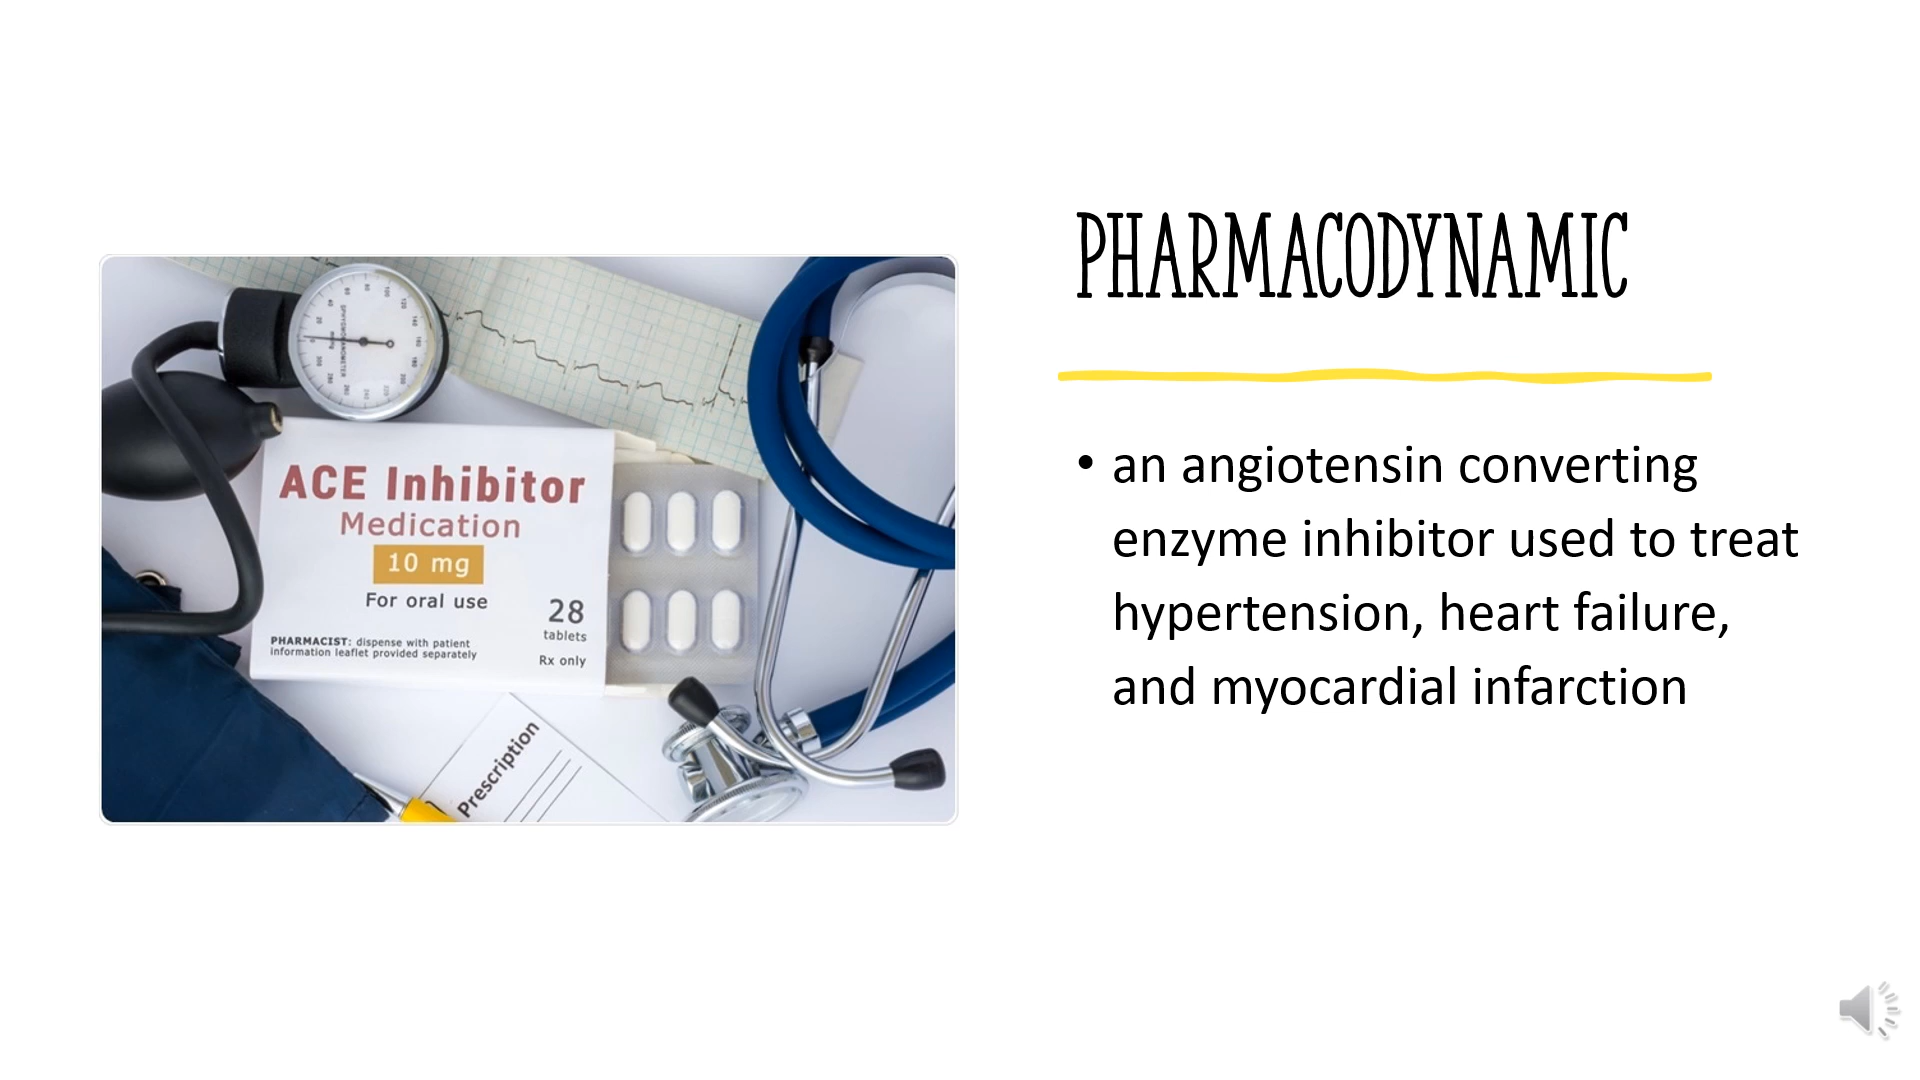 PHARMACODYNAMIC
• an angiotensin converting
enzyme inhibitor used to treat
hypertension, heart failure,
and myocardial infarction
ACE Inhibitor
Medication
10 mg
For oral use
28
tablets
PHARMACIST: dispense with patient
information leaflet provided separately
Rx only
Prescription